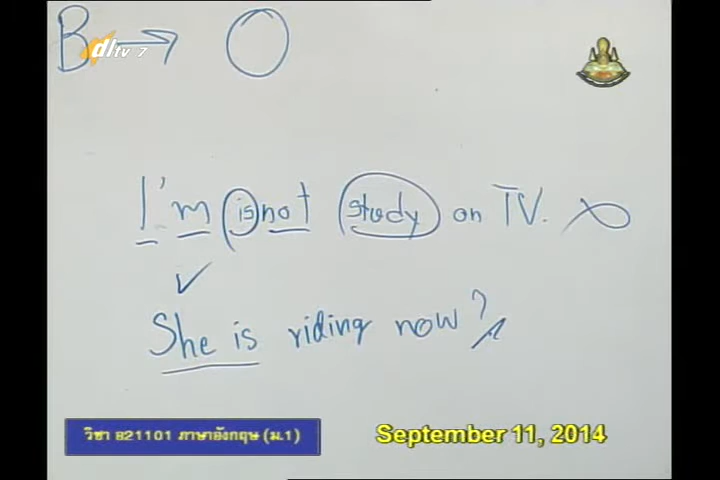 B → O
dltv 7
I'm is not study on TV. ✗
✓
She is riding now?
วิชา อ21101 ภาษาอังกฤษ (ม.1)
September 11, 2014